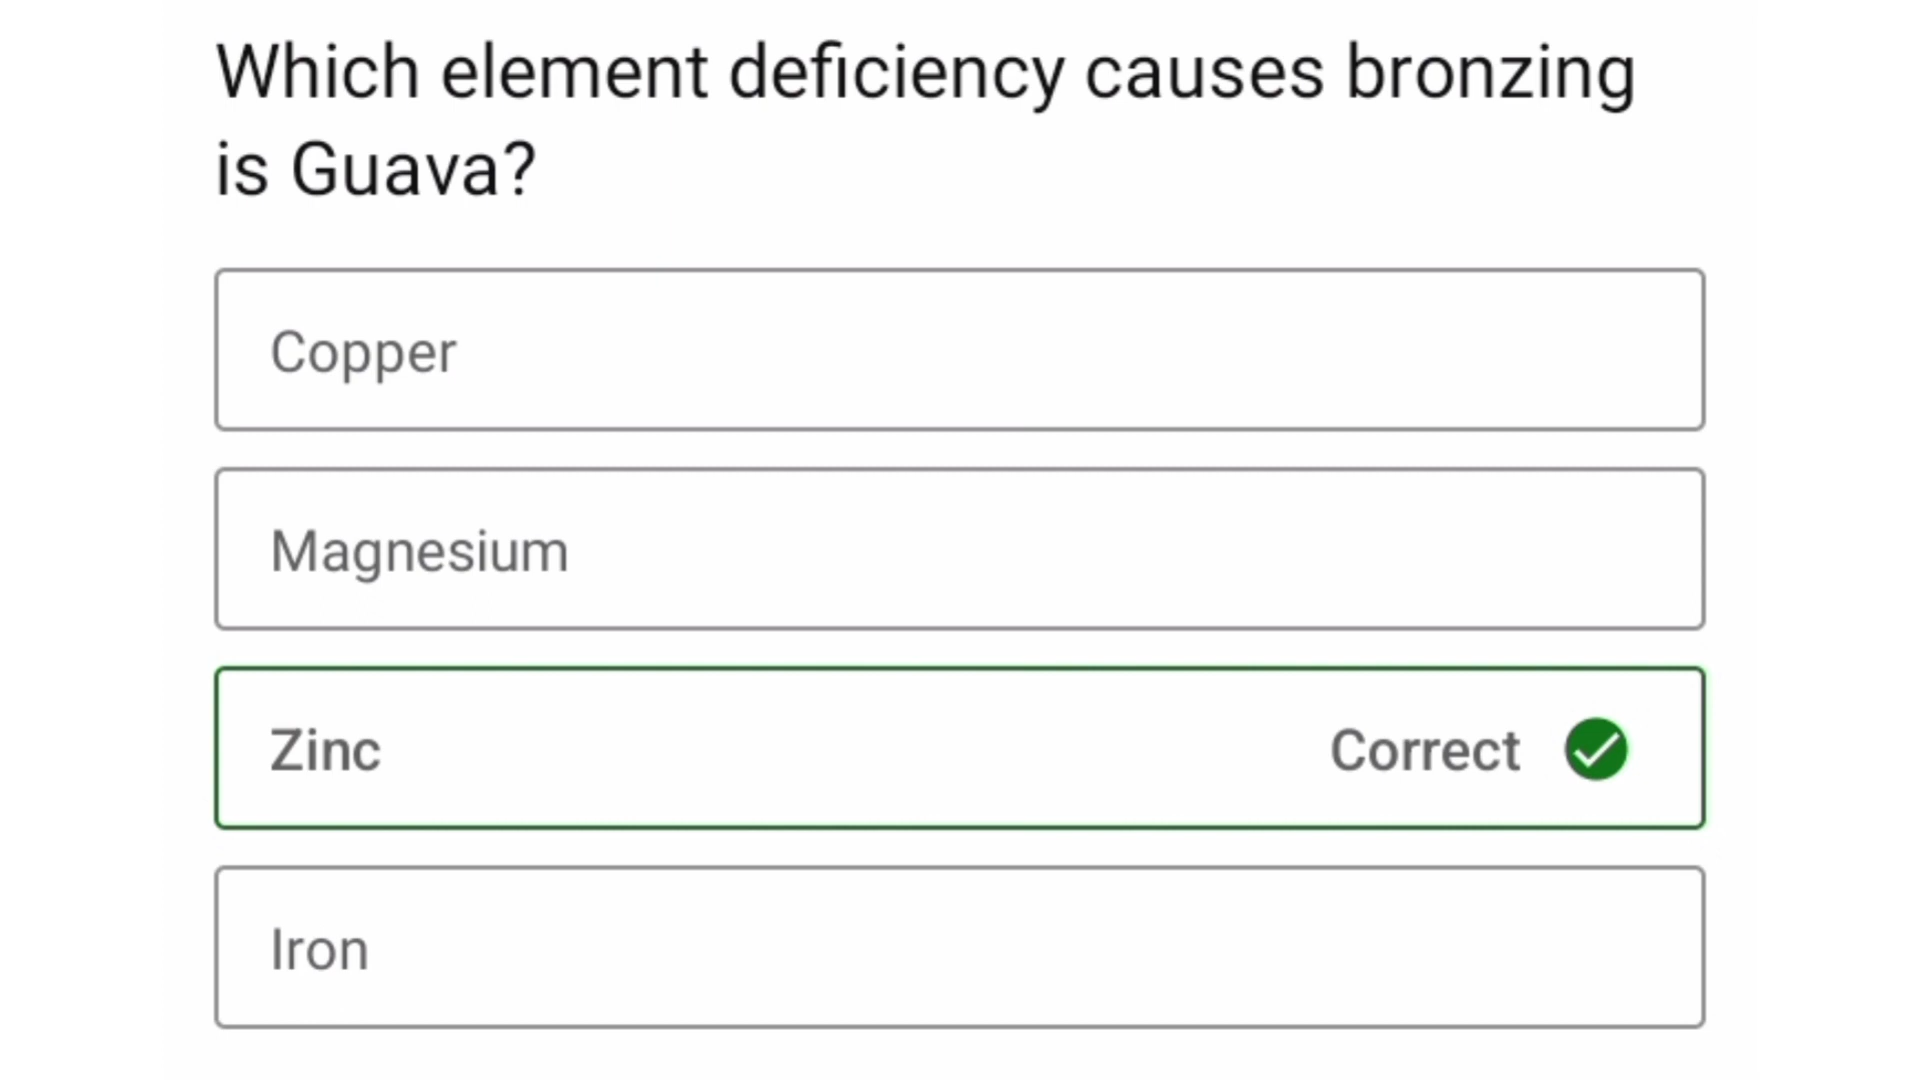 Which element deficiency causes bronzing
is Guava?
Copper
Magnesium
Zinc Correct
Iron